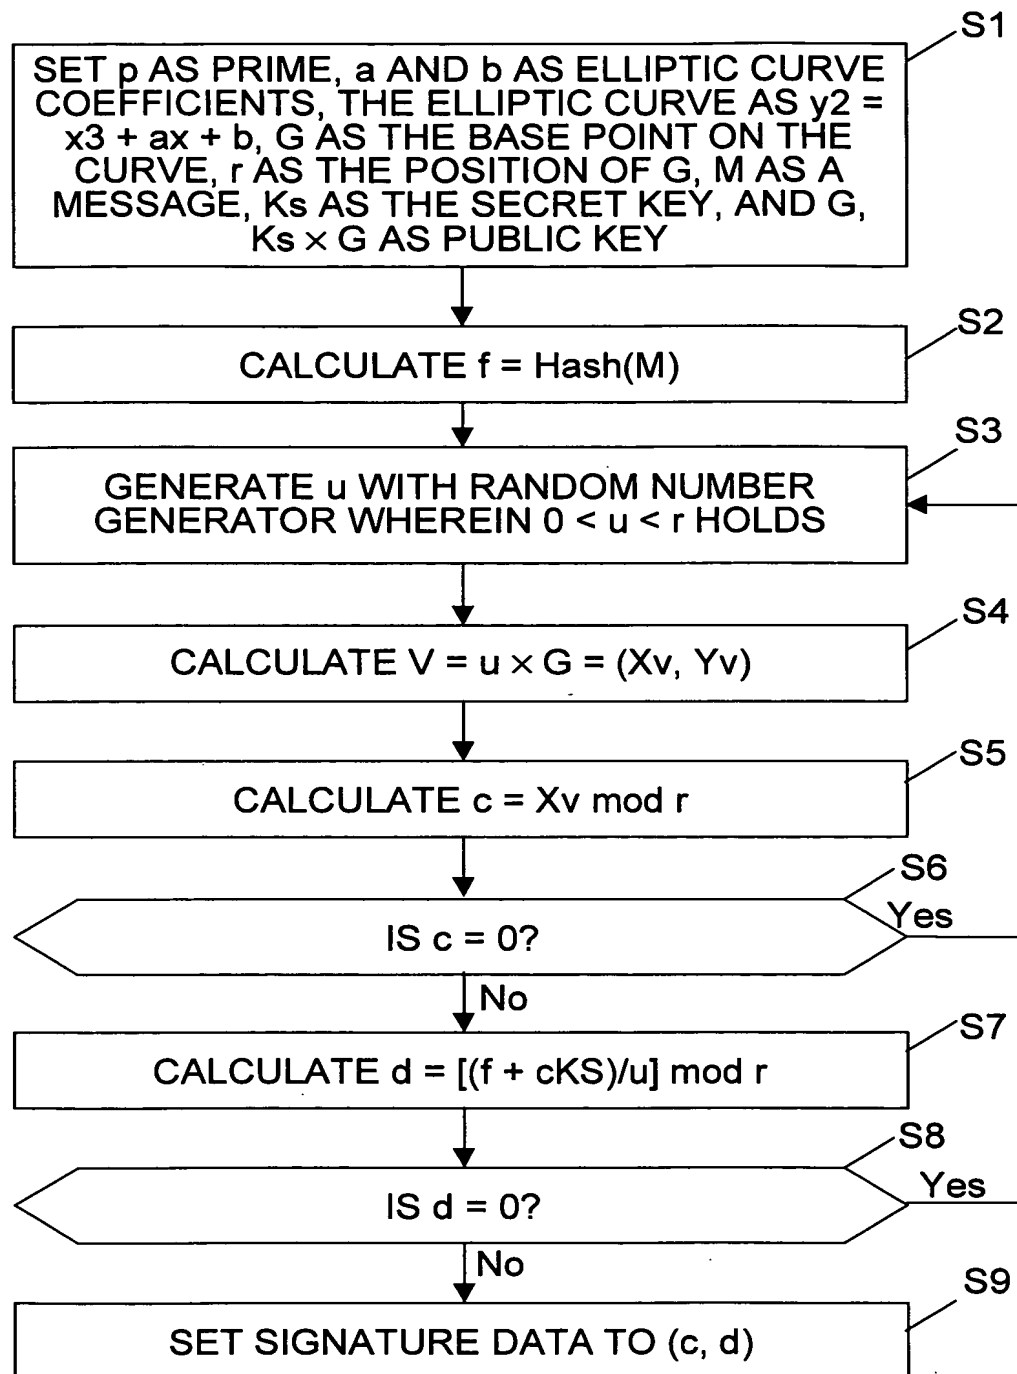 S1
SET p AS PRIME, a AND b AS ELLIPTIC CURVE
COEFFICIENTS, THE ELLIPTIC CURVE AS y2 =
x3 + ax + b, G AS THE BASE POINT ON THE
CURVE, r AS THE POSITION OF G, M AS A
MESSAGE, Ks AS THE SECRET KEY, AND G,
Ks × G AS PUBLIC KEY
S2
CALCULATE f = Hash(M)
S3
GENERATE u WITH RANDOM NUMBER
GENERATOR WHEREIN 0 < u < r HOLDS
S4
CALCULATE V = u × G = (Xv, Yv)
S5
CALCULATE c = Xv mod r
S6
IS c = 0?
Yes
No
S7
CALCULATE d = [(f + cKS)/u] mod r
S8
IS d = 0?
Yes
No
S9
SET SIGNATURE DATA TO (c, d)